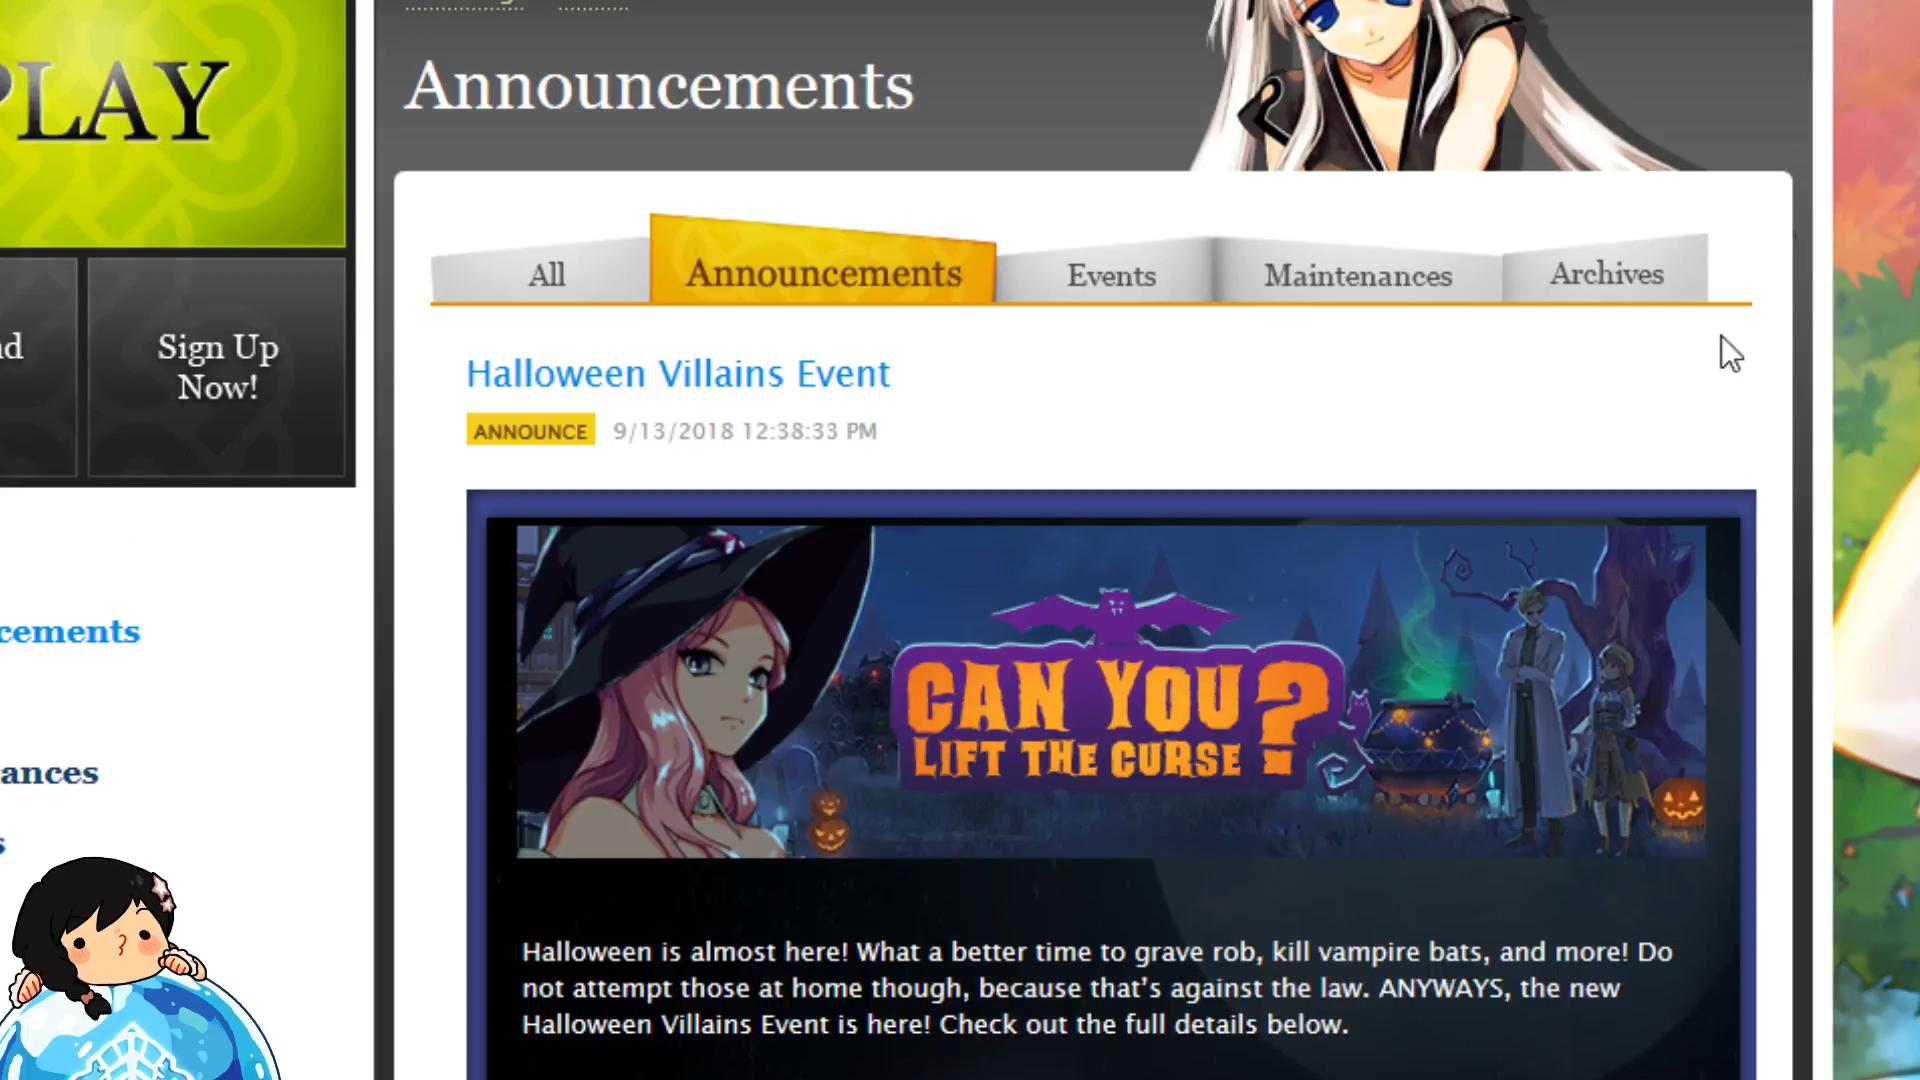 PLAY
Announcements
All
Announcements
Events
Maintenances
Archives
Sign Up
Now!
Halloween Villains Event
ANNOUNCE 9/13/2018 12:38:33 PM
CAN YOU?
LIFT THE CURSE
Halloween is almost here! What a better time to grave rob, kill vampire bats, and more! Do
not attempt those at home though, because that's against the law. ANYWAYS, the new
Halloween Villains Event is here! Check out the full details below.